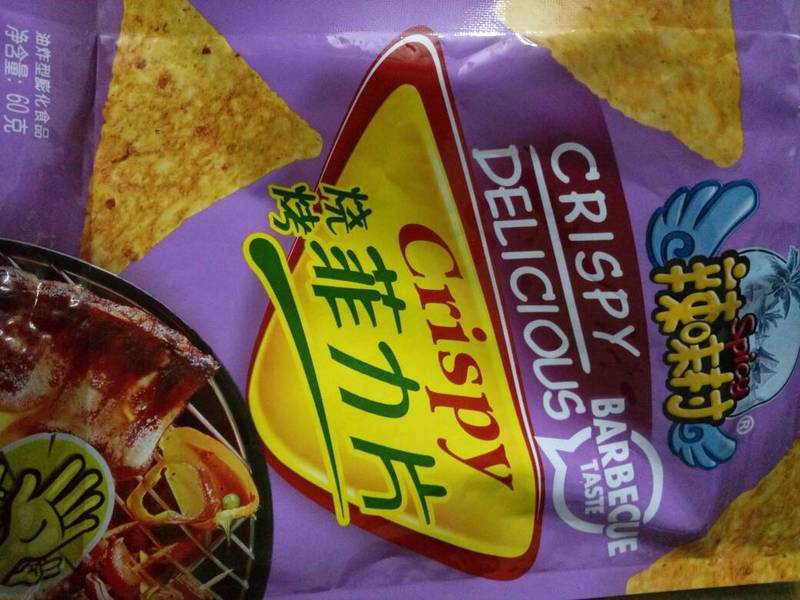 辣味村
Spicy
®
CRISPY
DELICIOUS
BARBECUE
TASTE
Crispy
烧烤
菲力片
油炸型膨化食品
净含量：60克